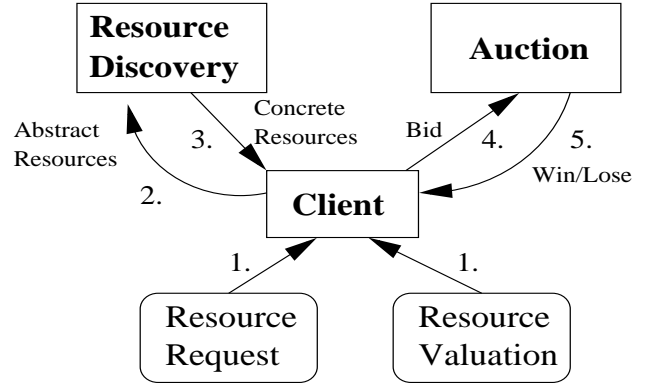 Resource
Discovery
Auction
Abstract
Resources
3.
Concrete
Resources
Bid
4.
5.
Win/Lose
2.
Client
1.
1.
Resource
Request
Resource
Valuation